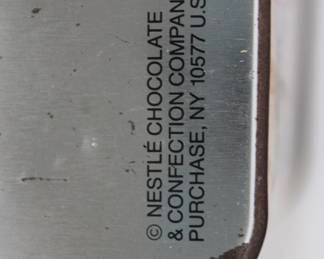 © NESTLÉ CHOCOLATE
& CONFECTION COMPAN
PURCHASE, NY 10577 U.S